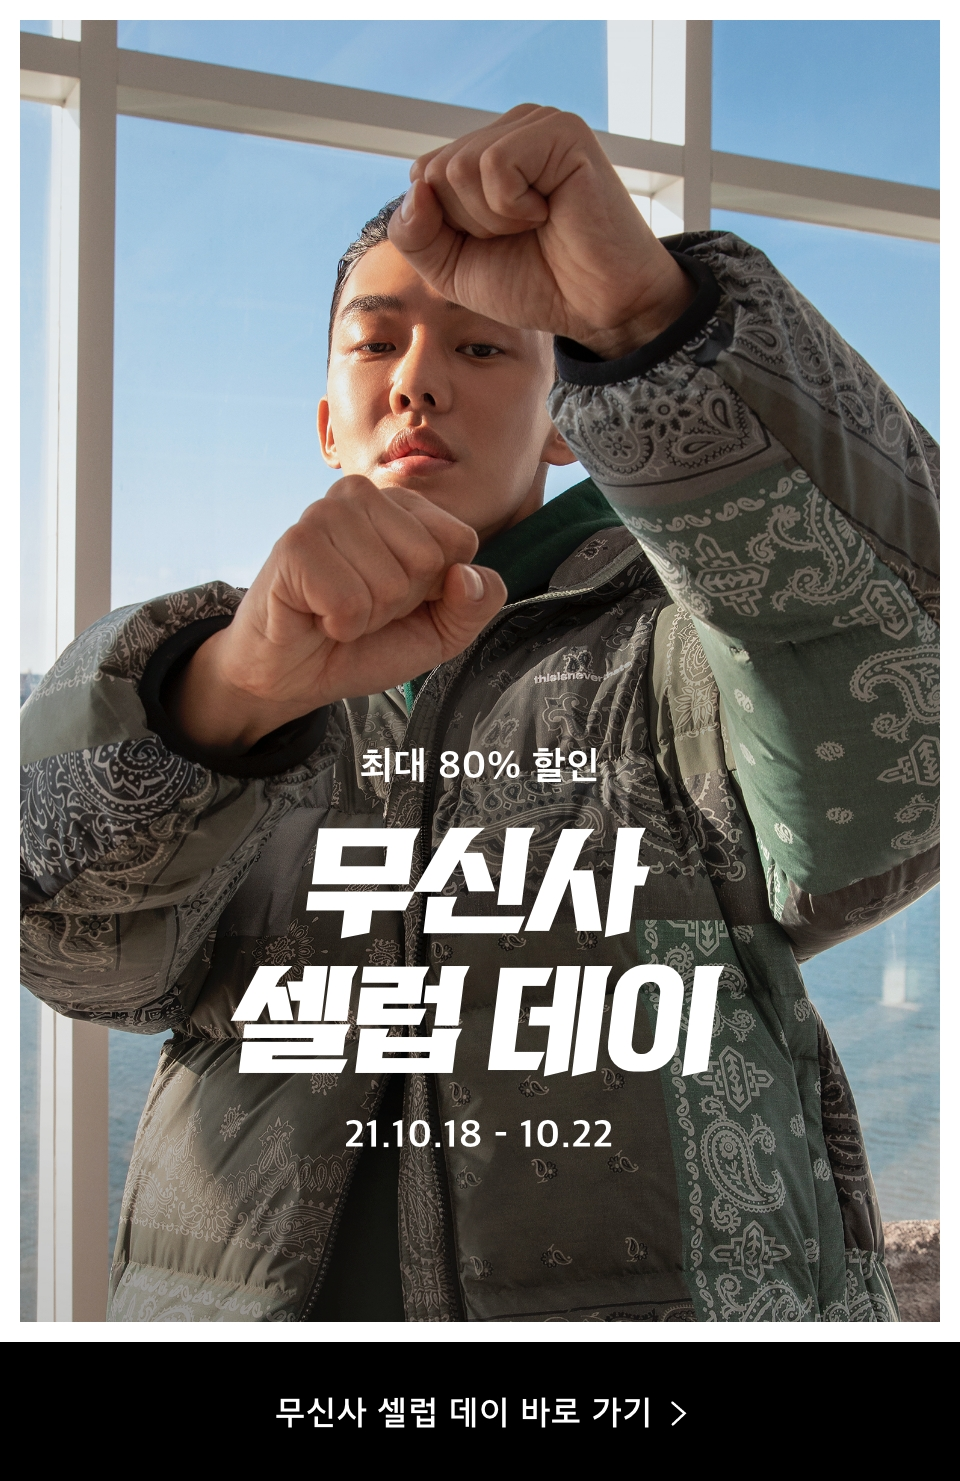 최대 80% 할인
무신사
셀럽 데이
21.10.18 - 10.22
무신사 셀럽 데이 바로 가기 >